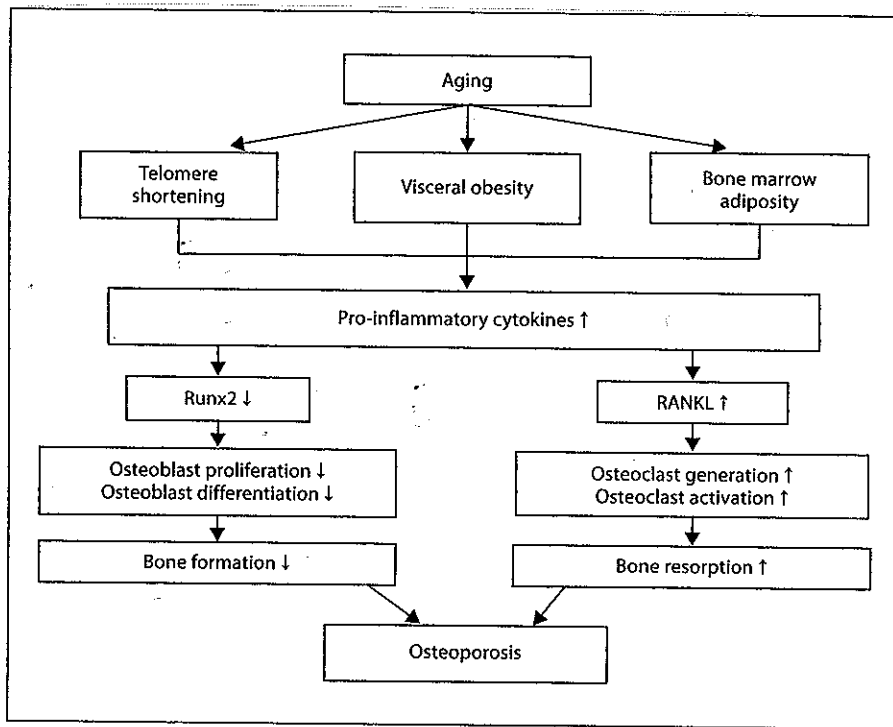 Aging
Telomere
shortening
Visceral obesity
Bone marrow
adiposity
Pro-inflammatory cytokines ↑
Runx2 ↓
RANKL ↑
Osteoblast proliferation ↓
Osteoblast differentiation ↓
Osteoclast generation ↑
Osteoclast activation ↑
Bone formation ↓
Bone resorption ↑
Osteoporosis